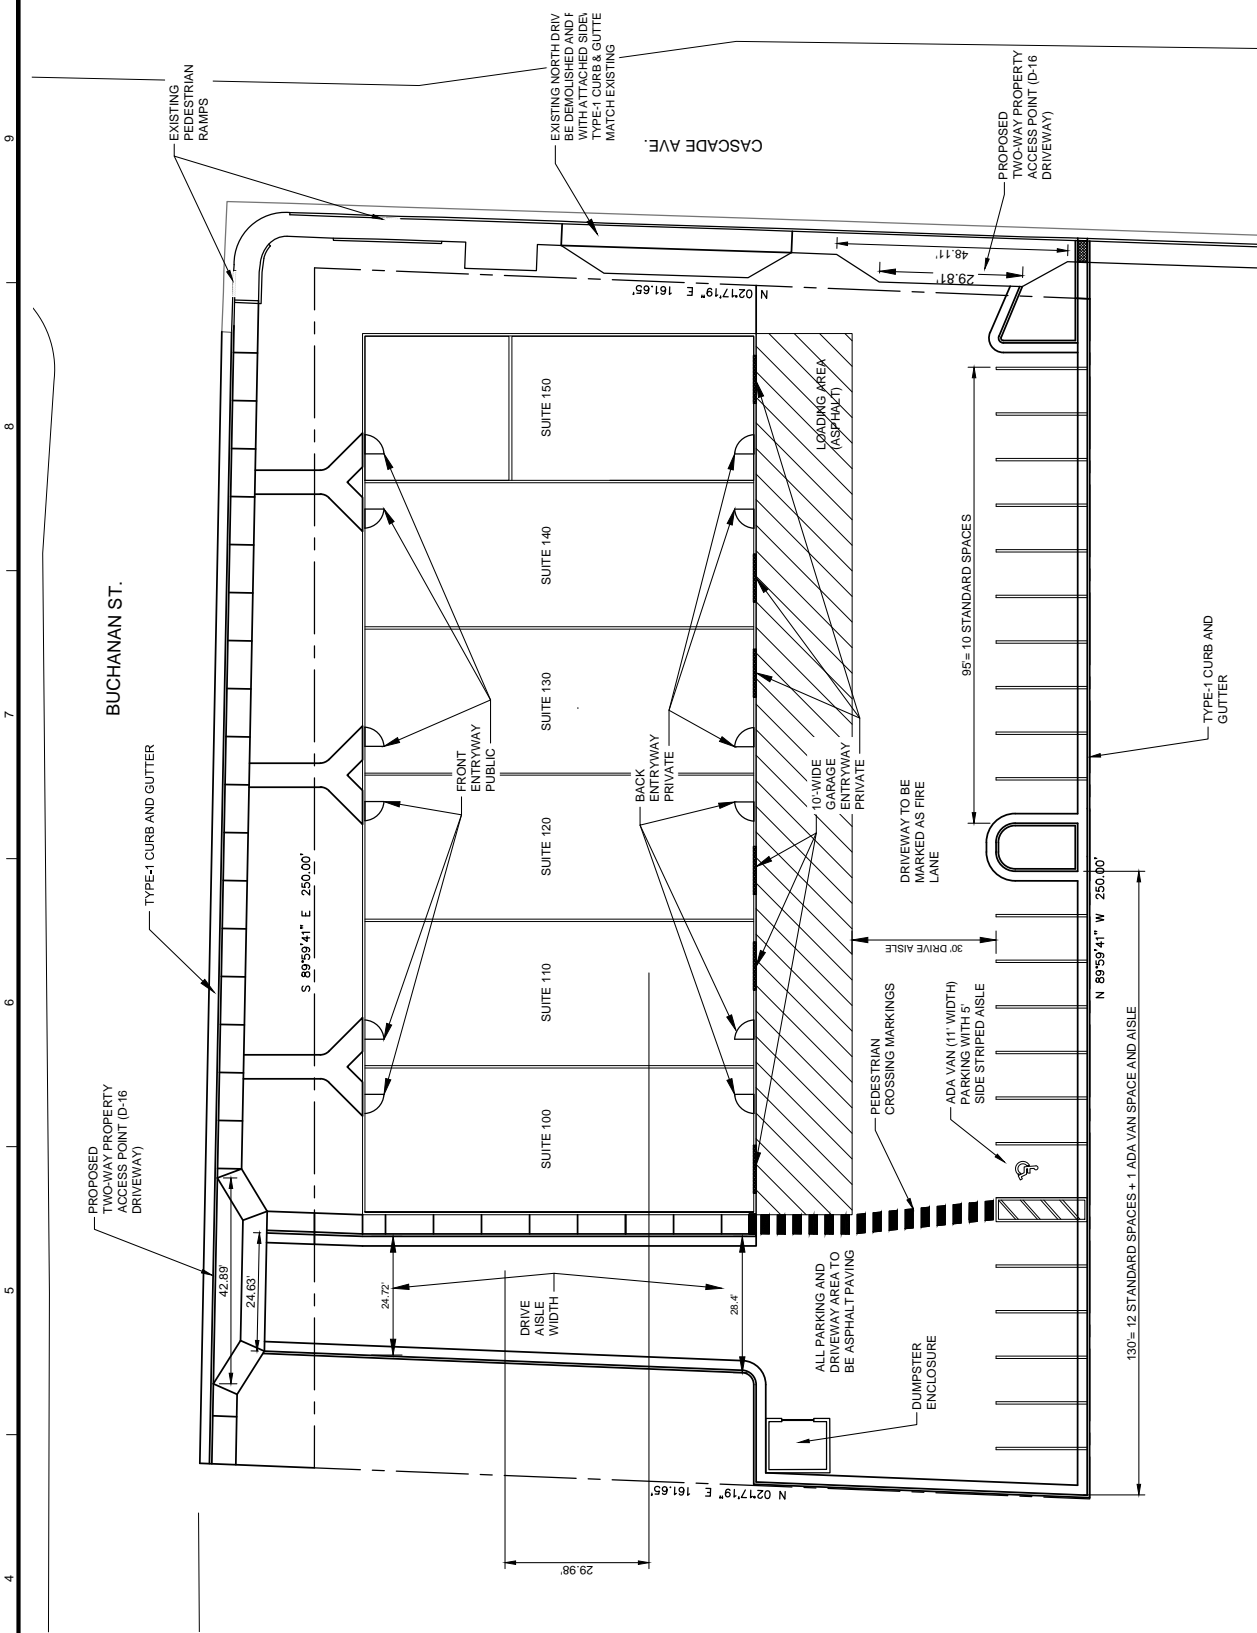 9
8
7
6
5
4
EXISTING
PEDESTRIAN
RAMPS
EXISTING NORTH DRIV
BE DEMOLISHED AND
WITH ATTACHED
TYPE-1 CURB & GUTTE
MATCH EXISTING
CASCADE AVE.
PROPOSED
TWO-WAY PROPERTY
ACCESS POINT (D-16
DRIVEWAY)
48.11'
29.81'
N 02°17'19" E 161.65'
BUCHANAN ST.
TYPE-1 CURB AND GUTTER
S 89°59'41" E 250.00'
SUITE 150
SUITE 140
SUITE 130
SUITE 120
SUITE 110
SUITE 100
LOADING AREA
(ASPHALT)
FRONT
ENTRYWAY
PUBLIC
BACK
ENTRYWAY
PRIVATE
10'-WIDE
GARAGE
ENTRYWAY
PRIVATE
DRIVEWAY TO BE
MARKED AS FIRE
LANE
95'= 10 STANDARD SPACES
TYPE-1 CURB AND
GUTTER
30' DRIVE AISLE
N 89°59'41" W 250.00'
PEDESTRIAN
CROSSING MARKINGS
ADA VAN (11' WIDTH)
PARKING WITH 5'
SIDE STRIPED AISLE
130'= 12 STANDARD SPACES + 1 ADA VAN SPACE AND AISLE
PROPOSED
TWO-WAY PROPERTY
ACCESS POINT (D-16
DRIVEWAY)
42.89'
24.63'
24.72'
28.4'
DRIVE
AISLE
WIDTH
ALL PARKING AND
DRIVEWAY AREA TO
BE ASPHALT PAVING
DUMPSTER
ENCLOSURE
N 02°17'19" E 161.65'
29.98'